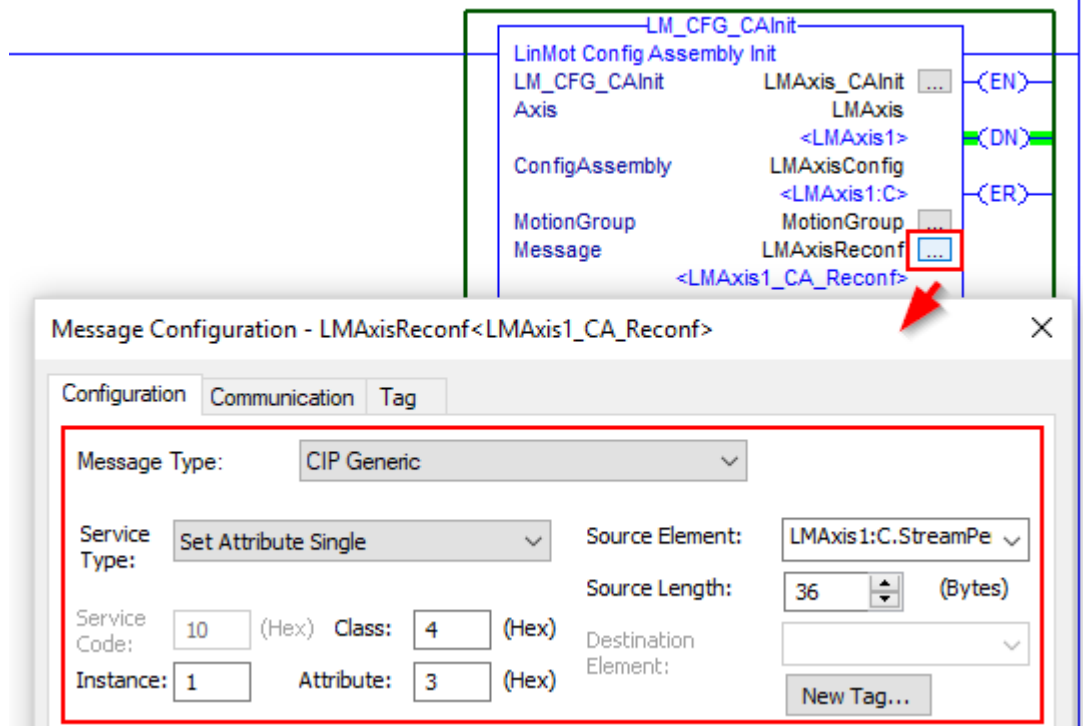 LM_CFG_CAInit
LinMot Config Assembly Init
LM_CFG_CAInit LMAxis_CAInit ... EN
Axis LMAxis
<LMAxis1> DN
ConfigAssembly LMAxisConfig
<LMAxis1:C> ER
MotionGroup MotionGroup ...
Message LMAxisReconf ...
<LMAxis1_CA_Reconf>
Message Configuration - LMAxisReconf<LMAxis1_CA_Reconf>
Configuration Communication Tag
Message Type: CIP Generic
Service Type: Set Attribute Single
Source Element: LMAxis1:C.StreamPe
Source Length: 36 (Bytes)
Service Code: 10 (Hex) Class: 4 (Hex)
Destination Element:
Instance: 1 Attribute: 3 (Hex)
New Tag...